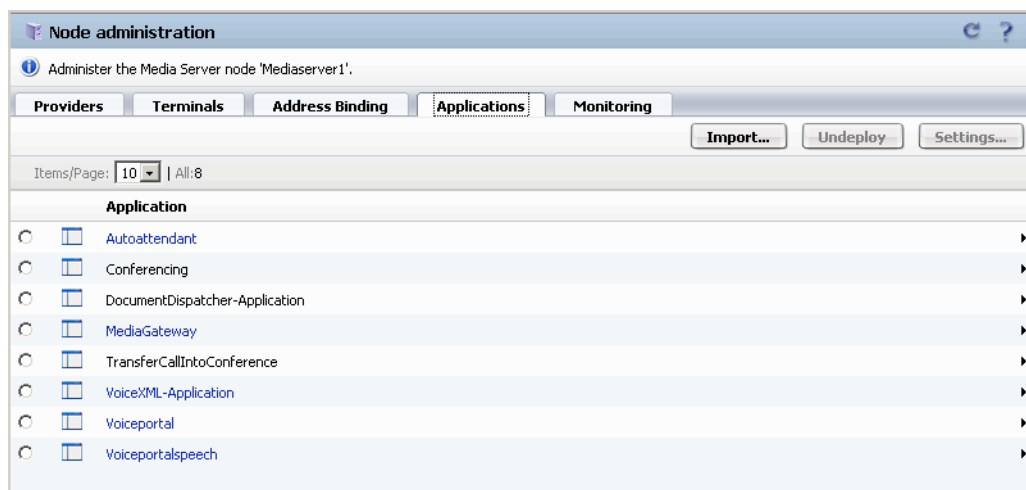 Node administration
Administer the Media Server node 'Mediaserver1'.
Providers Terminals Address Binding Applications Monitoring
Import... Undeploy Settings...
Items/Page: 10 | All:8
Application
Autoattendant
Conferencing
DocumentDispatcher-Application
MediaGateway
TransferCallIntoConference
VoiceXML-Application
Voiceportal
Voiceportalspeech